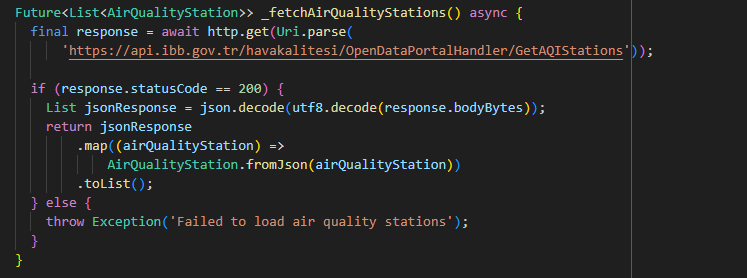 Future<List<AirQualityStation>> _fetchAirQualityStations() async {
final response = await http.get(Uri.parse(
'https://api.ibb.gov.tr/havakalitesi/OpenDataPortalHandler/GetAQIStations'));
if (response.statusCode == 200) {
List jsonResponse = json.decode(utf8.decode(response.bodyBytes));
return jsonResponse
.map((airQualityStation) =>
AirQualityStation.fromJson(airQualityStation))
.toList();
} else {
throw Exception('Failed to load air quality stations');
}
}